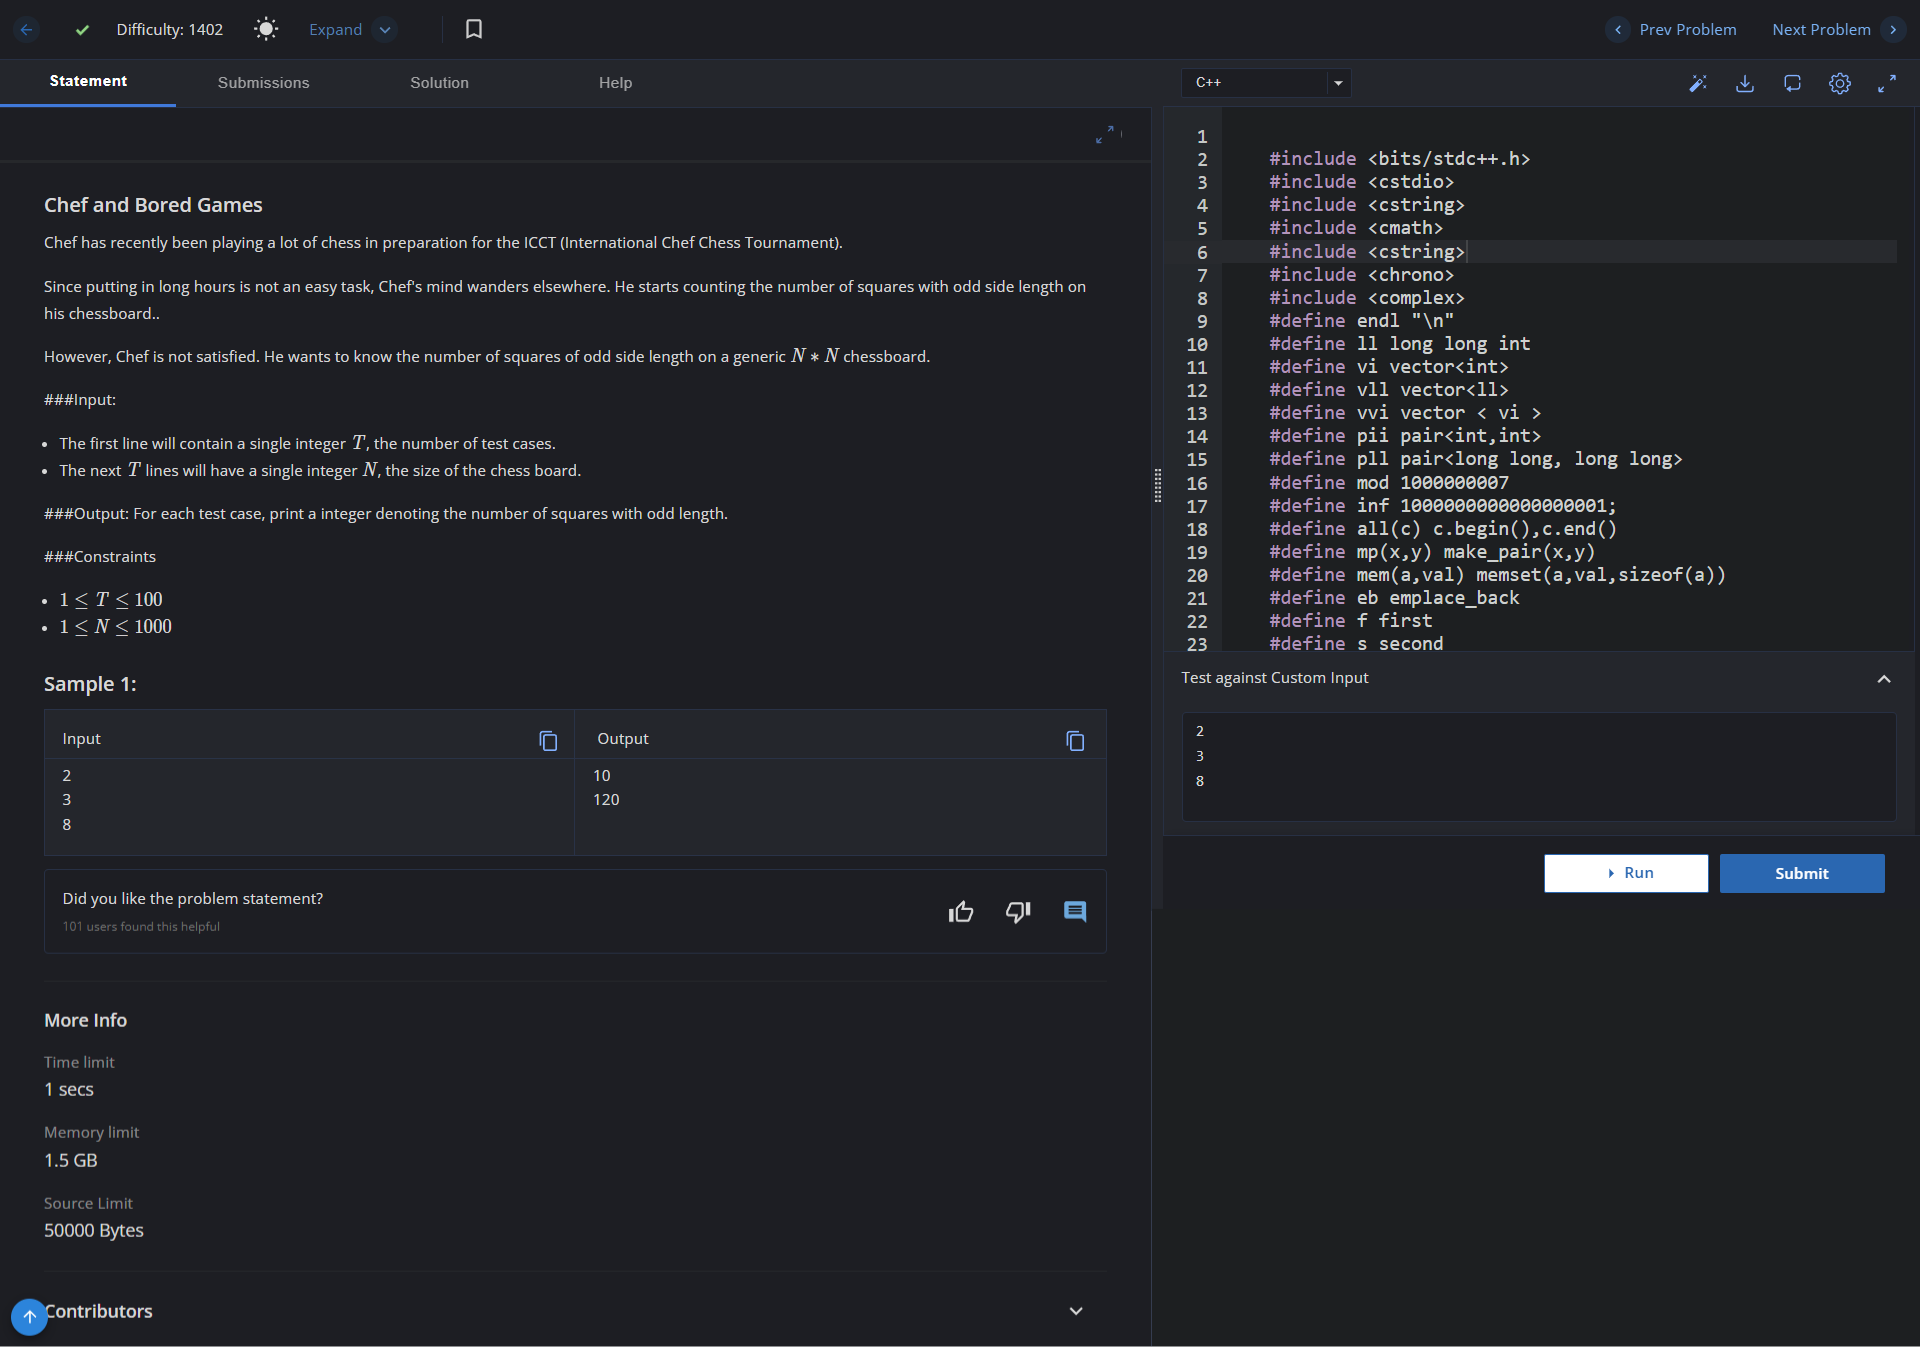 Difficulty: 1402
Expand
Prev Problem
Next Problem
Statement
Submissions
Solution
Help
C++
Chef and Bored Games
Chef has recently been playing a lot of chess in preparation for the ICCT (International Chef Chess Tournament).
Since putting in long hours is not an easy task, Chef's mind wanders elsewhere. He starts counting the number of squares with odd side length on
his chessboard..
However, Chef is not satisfied. He wants to know the number of squares of odd side length on a generic N ∗ N chessboard.
###Input:
• The first line will contain a single integer T, the number of test cases.
• The next T lines will have a single integer N, the size of the chess board.
###Output: For each test case, print a integer denoting the number of squares with odd length.
###Constraints
• 1 ≤ T ≤ 100
• 1 ≤ N ≤ 1000
Sample 1:
Input
Output
2
3
8
10
120
Did you like the problem statement?
101 users found this helpful
More Info
Time limit
1 secs
Memory limit
1.5 GB
Source Limit
50000 Bytes
Contributors
1
2 #include <bits/stdc++.h>
3 #include <cstdio>
4 #include <cstring>
5 #include <cmath>
6 #include <cstring>
7 #include <chrono>
8 #include <complex>
9 #define endl "\n"
10 #define ll long long int
11 #define vi vector<int>
12 #define vll vector<ll>
13 #define vvi vector < vi >
14 #define pii pair<int,int>
15 #define pll pair<long long, long long>
16 #define mod 1000000007
17 #define inf 1000000000000000001;
18 #define all(c) c.begin(),c.end()
19 #define mp(x,y) make_pair(x,y)
20 #define mem(a,val) memset(a,val,sizeof(a))
21 #define eb emplace_back
22 #define f first
23 #define s second
Test against Custom Input
2
3
8
Run
Submit